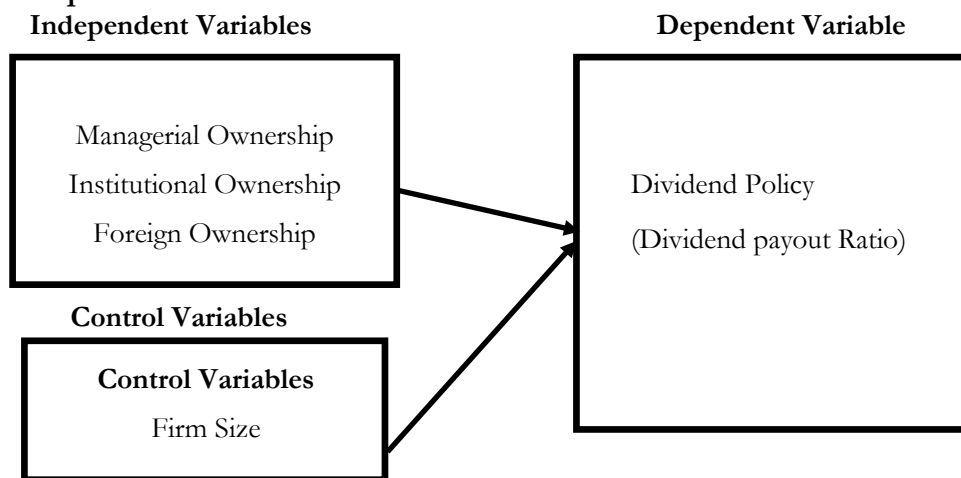 Independent Variables
Managerial Ownership
Institutional Ownership
Foreign Ownership
Control Variables
Control Variables
Firm Size
Dependent Variable
Dividend Policy
(Dividend payout Ratio)